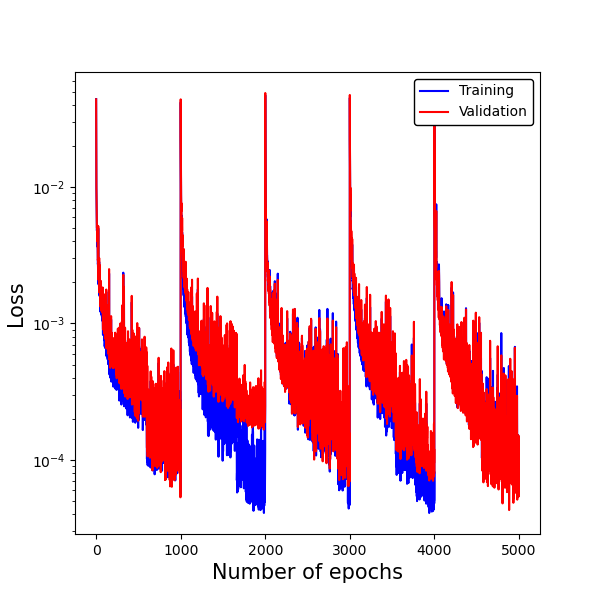 Training
Validation
10⁻²
10⁻³
10⁻⁴
Loss
0 1000 2000 3000 4000 5000
Number of epochs